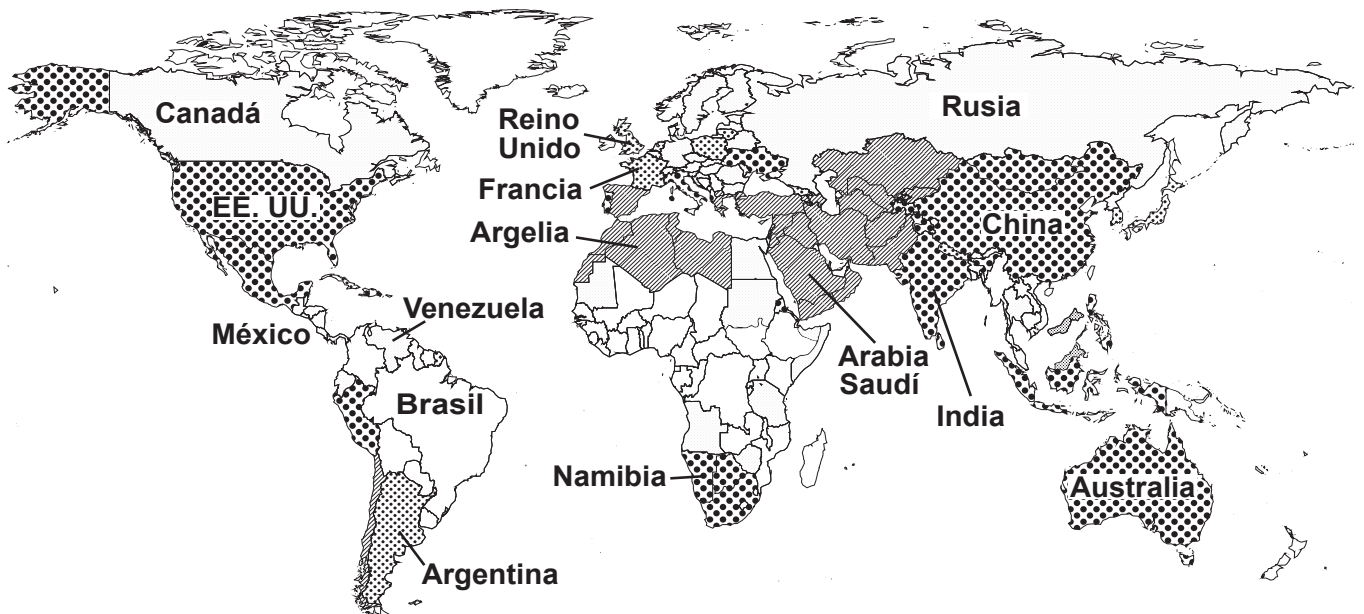 Canadá
Rusia
Reino
Unido
Francia
EE. UU.
China
Argelia
Venezuela
México
Arabia
Saudí
Brasil
India
Namibia
Australia
Argentina